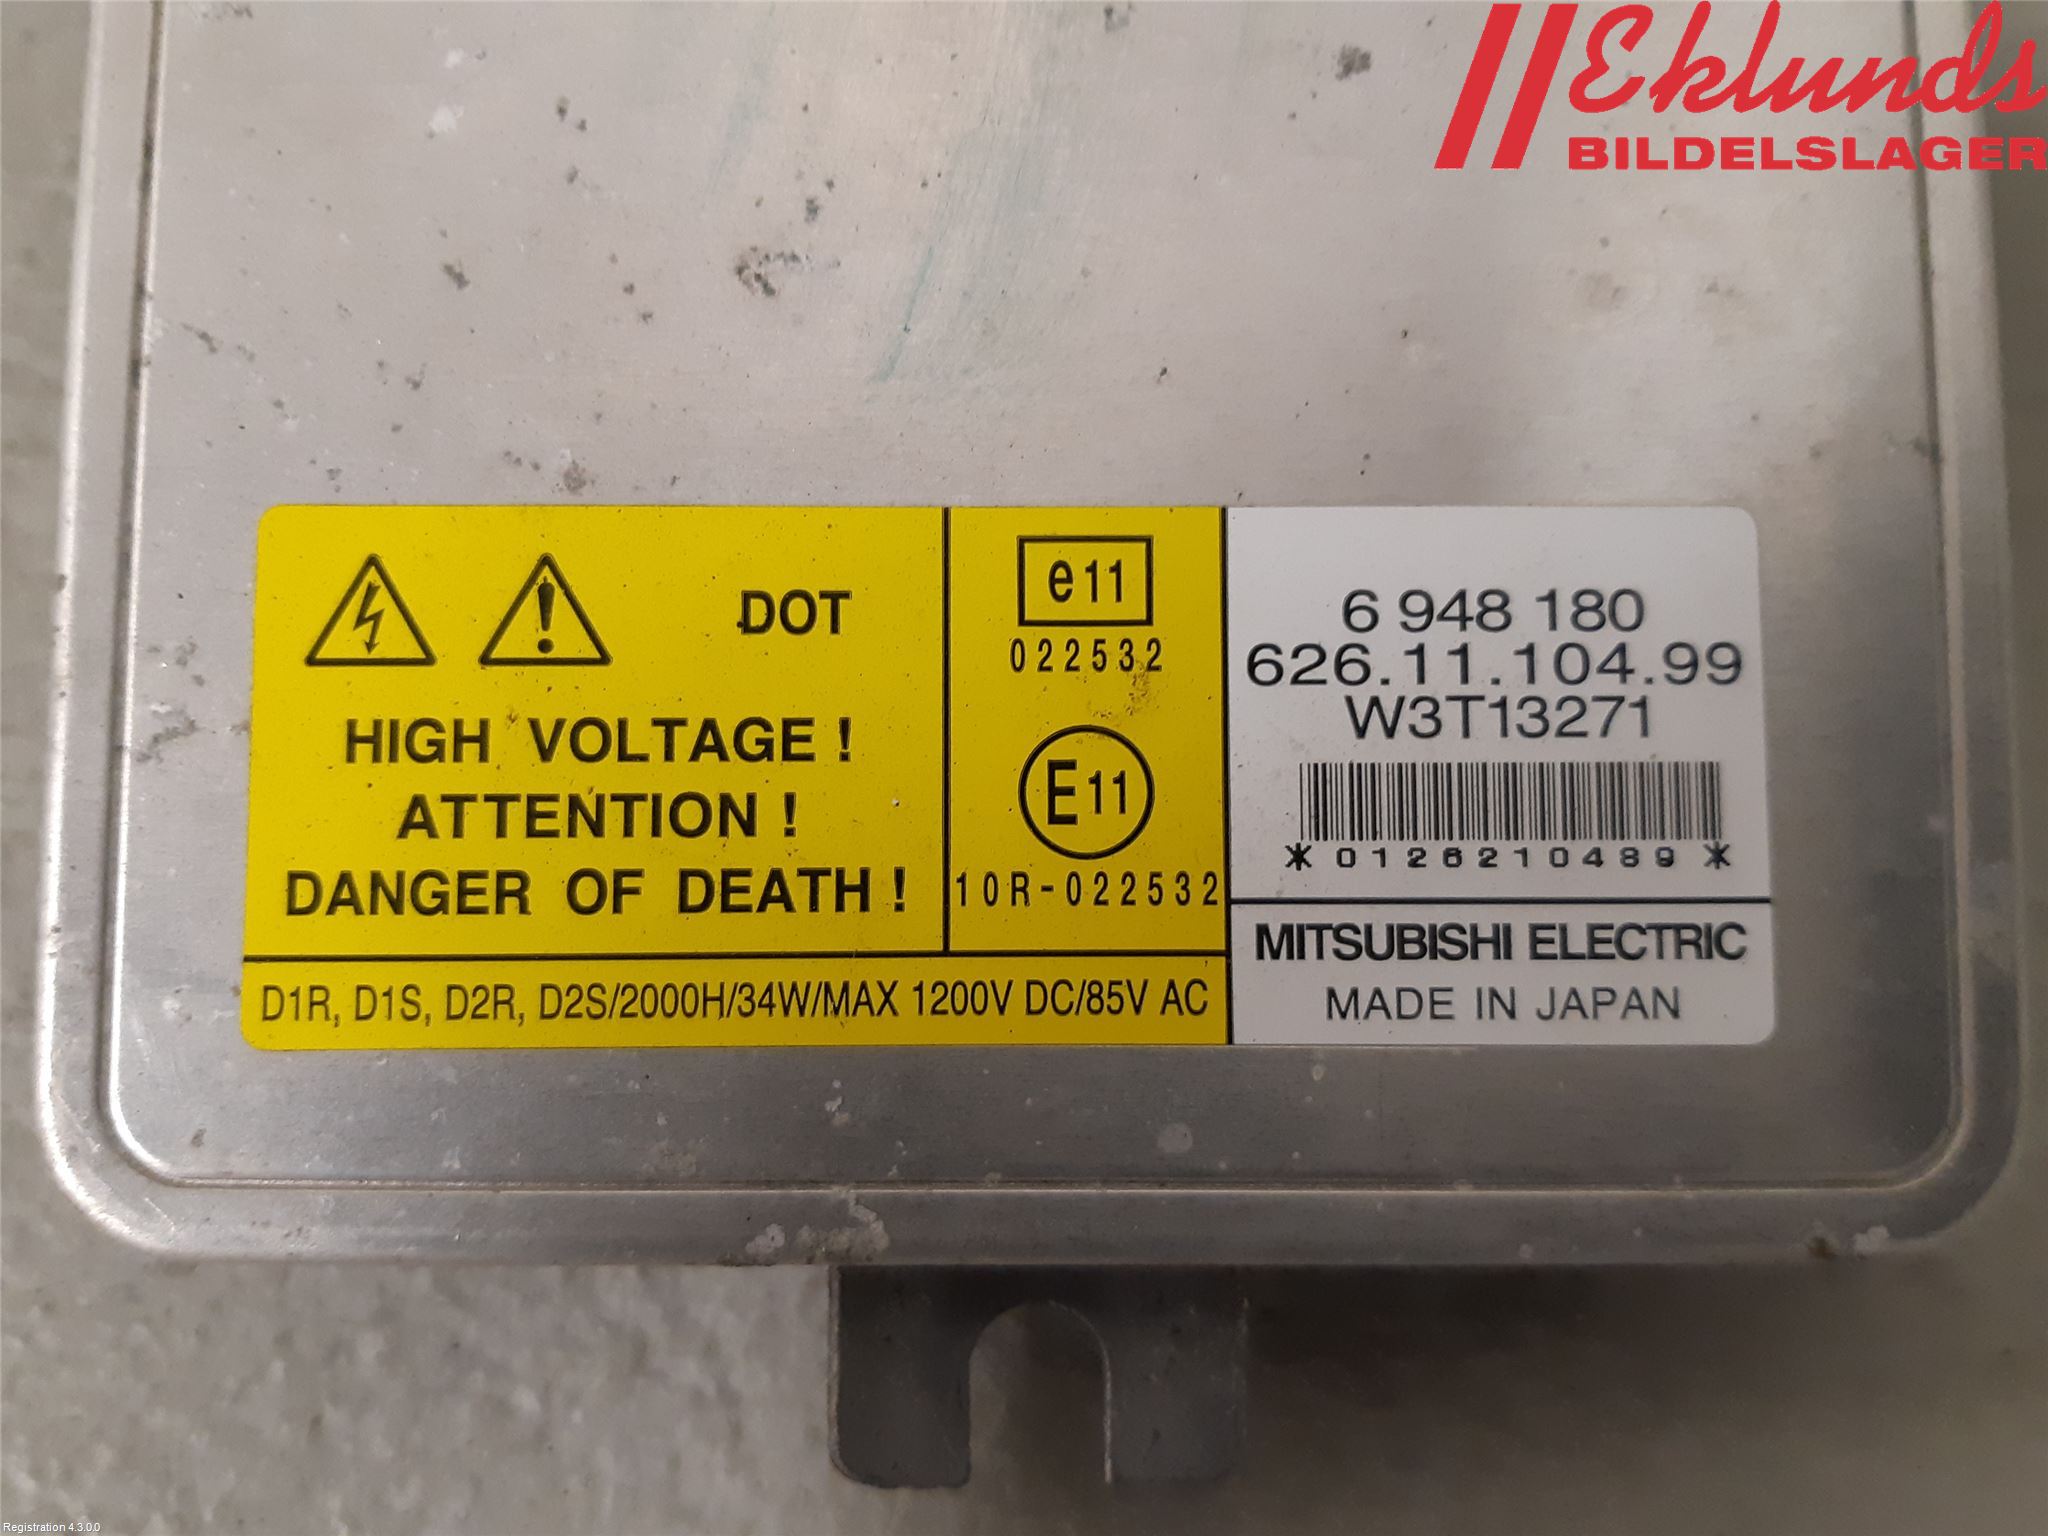 Eklunds
BILDELSLAGER
DOT
HIGH VOLTAGE !
ATTENTION !
DANGER OF DEATH !
e11
022532
E11
10R-022532
D1R, D1S, D2R, D2S/2000H/34W/MAX 1200V DC/85V AC
6 948 180
626.11.104.99
W3T13271
*0126210489*
MITSUBISHI ELECTRIC
MADE IN JAPAN
Registration 4.3.0.0